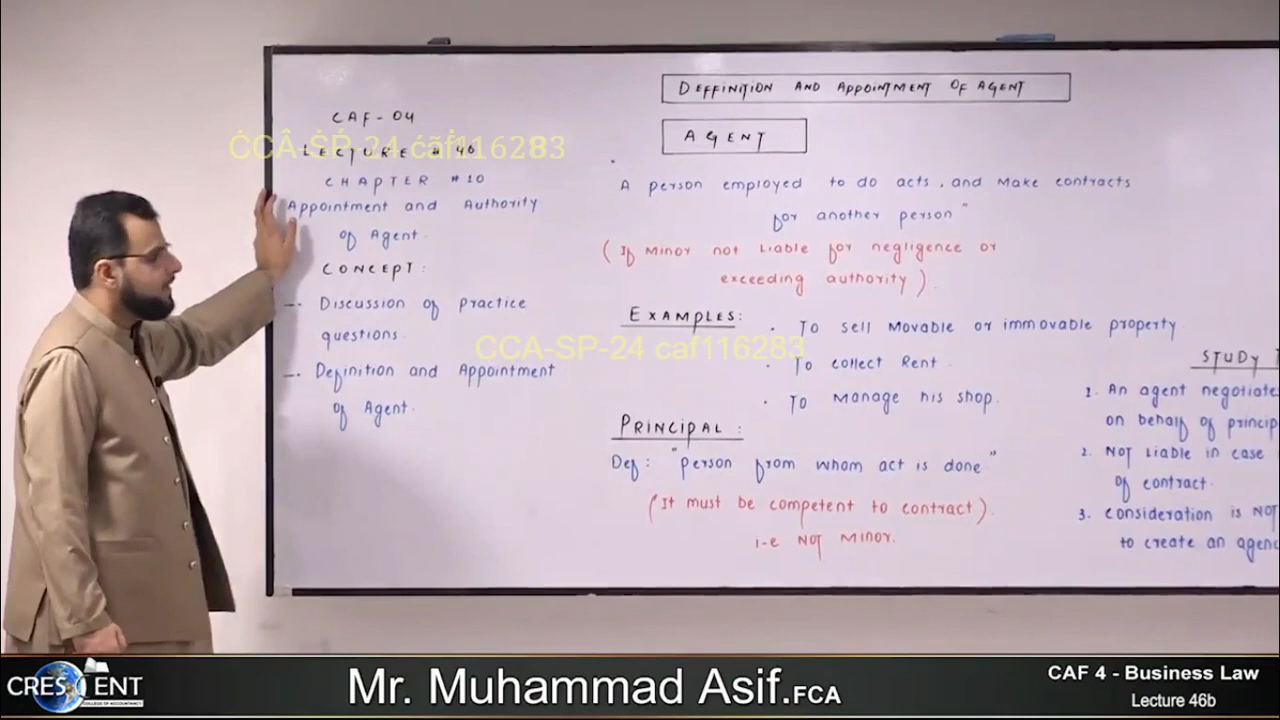 DEFFINITION AND APPOINTMENT OF AGENT
CAF-04
LECTURE # 46
CHAPTER #10
Appointment and Authority
of Agent.
CONCEPT:
- Discussion of practice
questions.
- Definition and Appointment
of Agent.
AGENT
A person employed to do acts, and make contracts
for another person"
(If Minor not liable for negligence or
exceeding authority).
EXAMPLES:
. To sell Movable or immovable property.
. To collect Rent.
. To Manage his shop.
PRINCIPAL:
Def: "person from whom act is done"
(It must be competent to contract).
i-e NOT MINOR.
STUDY
1. An agent negotiate
on behalf of princip
2. NOT liable in case
of contract.
3. consideration is NOT
to create an agenc
CCA-SP-24 caf116283
CCA-SP-24 caf116283
CRESCENT
COLLEGE OF ACCOUNTANCY
Mr. Muhammad Asif.FCA
CAF 4 - Business Law
Lecture 46b